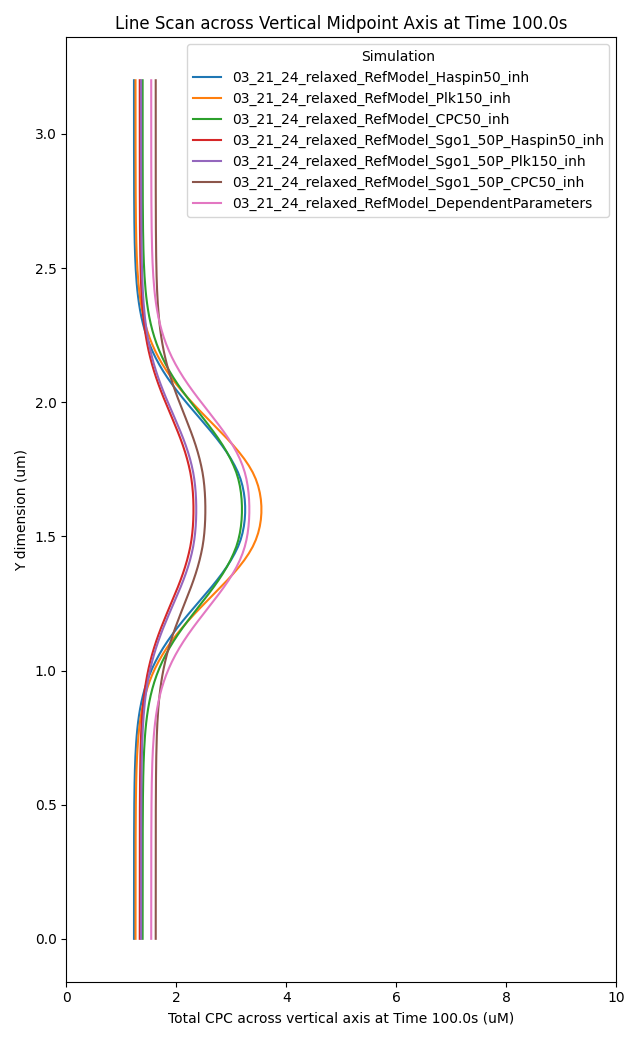 Line Scan across Vertical Midpoint Axis at Time 100.0s
Simulation
03_21_24_relaxed_RefModel_Haspin50_inh
03_21_24_relaxed_RefModel_Plk150_inh
03_21_24_relaxed_RefModel_CPC50_inh
03_21_24_relaxed_RefModel_Sgo1_50P_Haspin50_inh
03_21_24_relaxed_RefModel_Sgo1_50P_Plk150_inh
03_21_24_relaxed_RefModel_Sgo1_50P_CPC50_inh
03_21_24_relaxed_RefModel_DependentParameters
Y dimension (um)
3.0
2.5
2.0
1.5
1.0
0.5
0.0
0 2 4 6 8 10
Total CPC across vertical axis at Time 100.0s (uM)